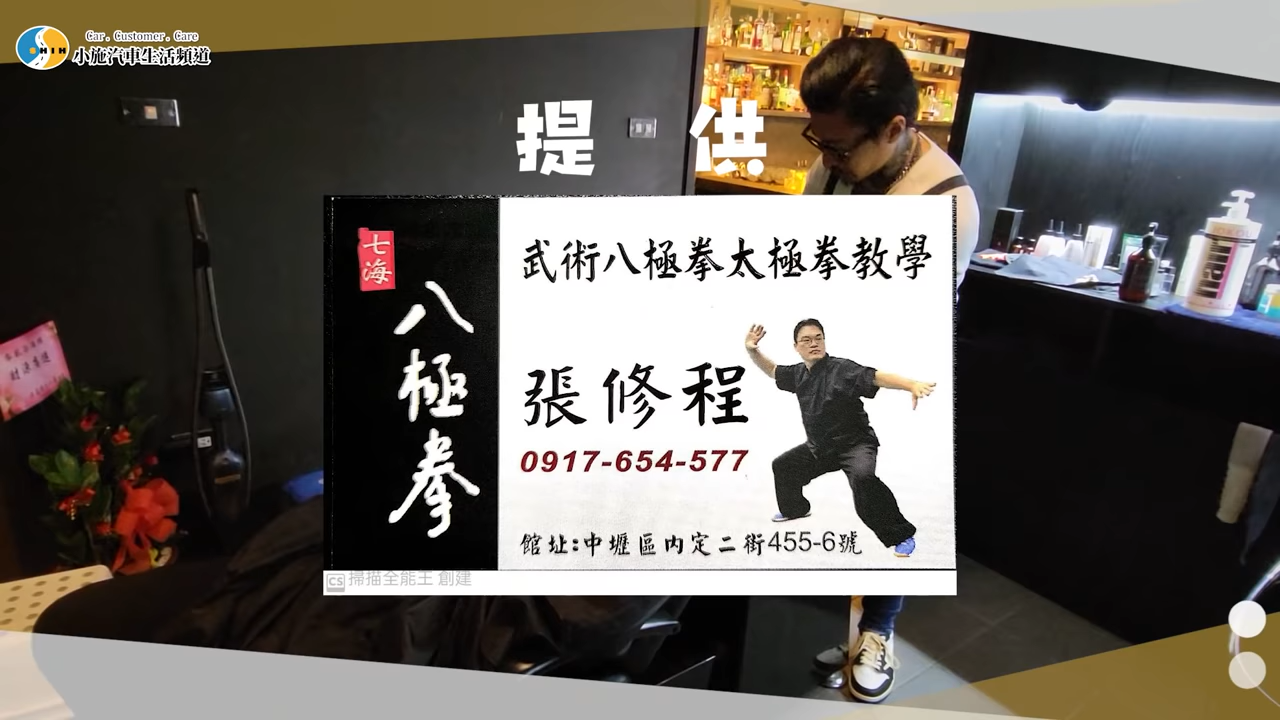 Car . Customer . Care
SHIH
小施汽車生活頻道
提 供
七海
八極拳
武術八極拳太極拳教學
張修程
0917-654-577
館址:中壢區內定二街455-6號
CS 掃描全能王 創建